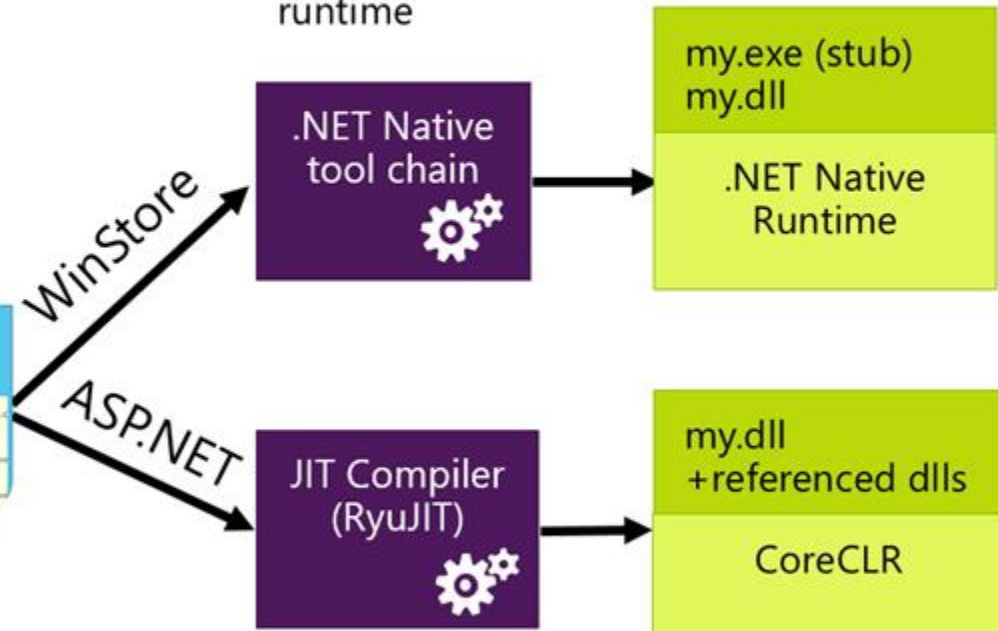 runtime
my.exe (stub)
my.dll
.NET Native
tool chain
.NET Native
Runtime
WinStore
ASP.NET
JIT Compiler
(RyuJIT)
my.dll
+referenced dlls
CoreCLR